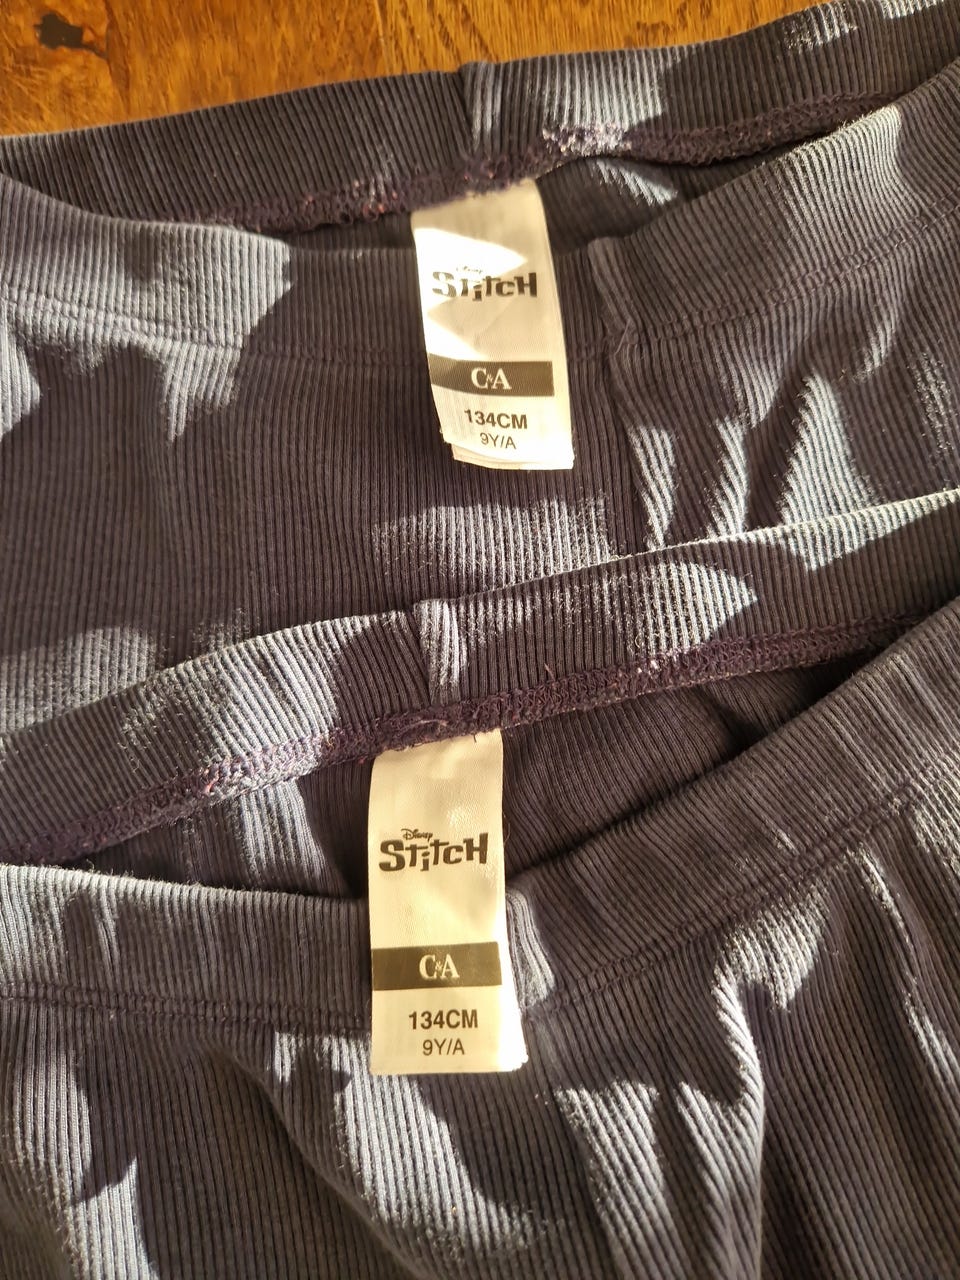 Disney
STitCH
C&A
134CM
9Y/A
Disney
STitCH
C&A
134CM
9Y/A